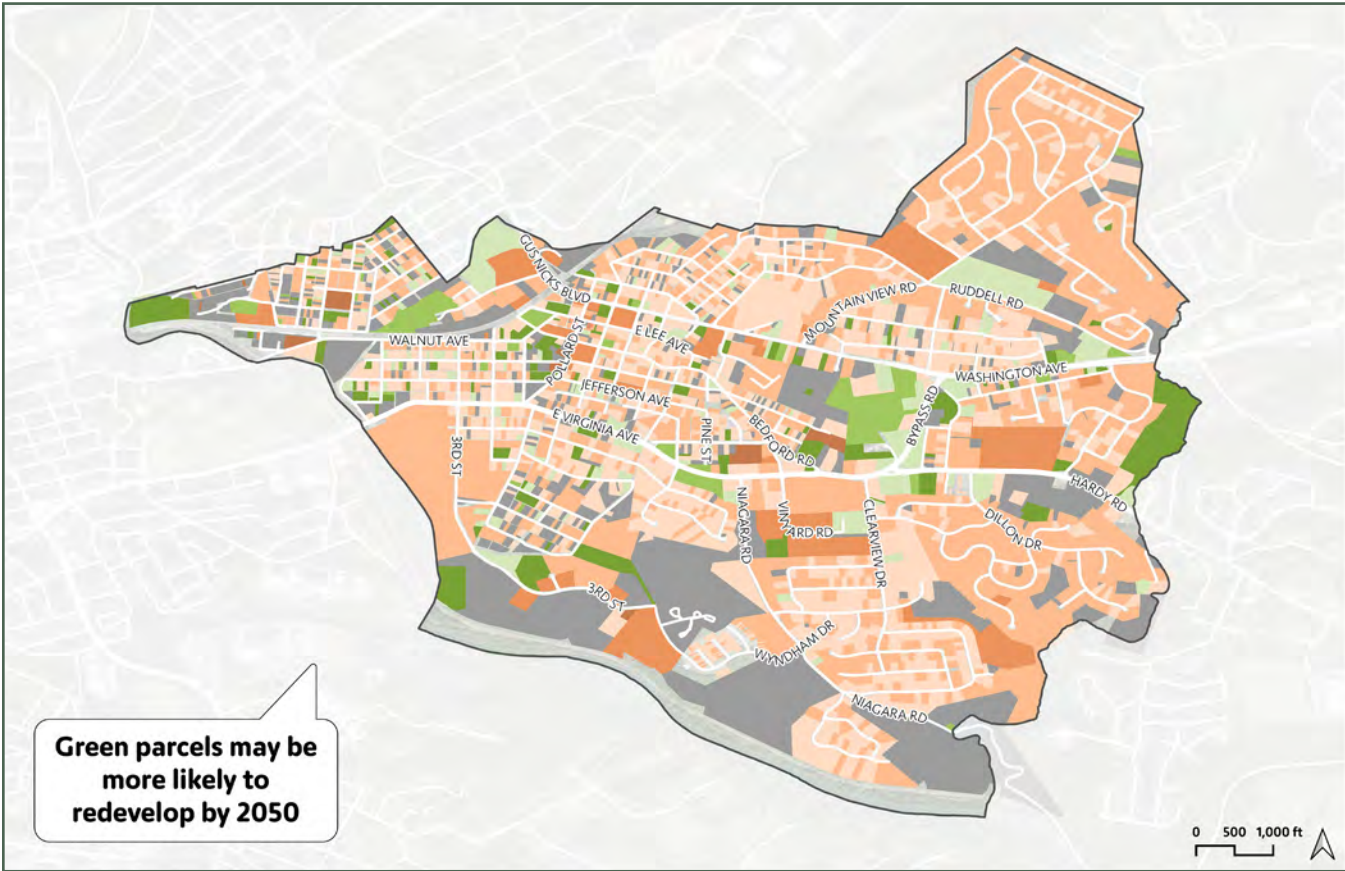 GUS NICKS BLVD
MOUNTAIN VIEW RD
RUDDELL RD
WALNUT AVE
POLLARD ST
E LEE AVE
WASHINGTON AVE
JEFFERSON AVE
BYPASS RD
E VIRGINIA AVE
PINE ST
BEDFORD RD
3RD ST
HARDY RD
NIAGARA RD
VINYARD RD
CLEARVIEW DR
DILLON DR
3RD ST
WYNDHAM DR
NIAGARA RD
Green parcels may be
more likely to
redevelop by 2050
0 500 1,000 ft